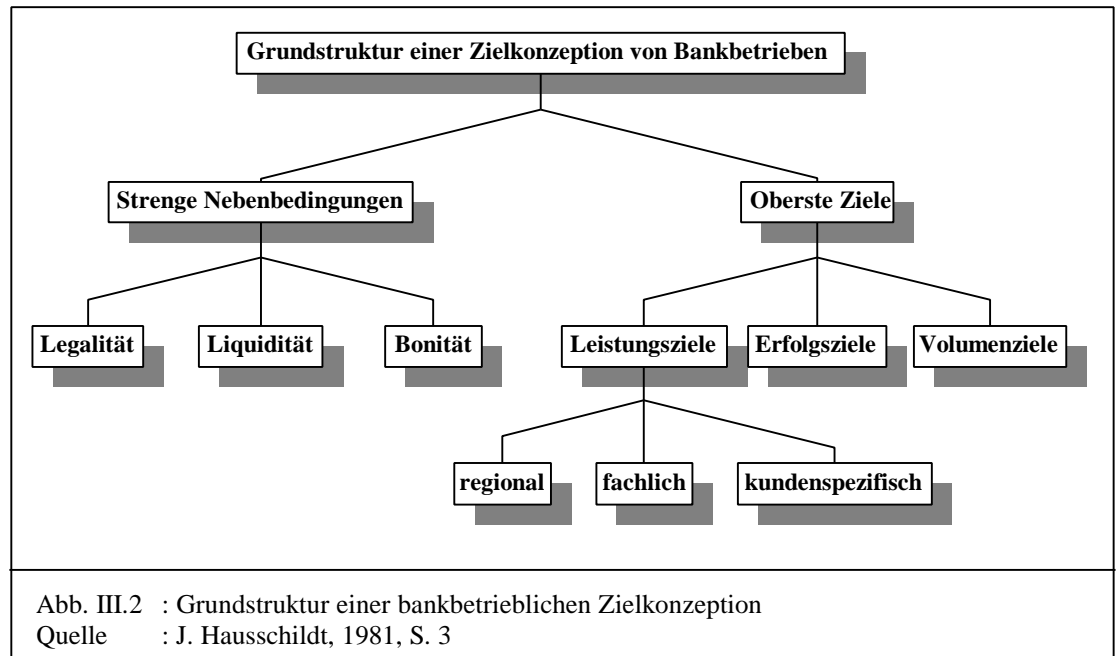 Grundstruktur einer Zielkonzeption von Bankbetrieben
Strenge Nebenbedingungen
Oberste Ziele
Legalität
Liquidität
Bonität
Leistungsziele
Erfolgsziele
Volumenziele
regional
fachlich
kundenspezifisch
Abb. III.2 : Grundstruktur einer bankbetrieblichen Zielkonzeption
Quelle : J. Hausschildt, 1981, S. 3